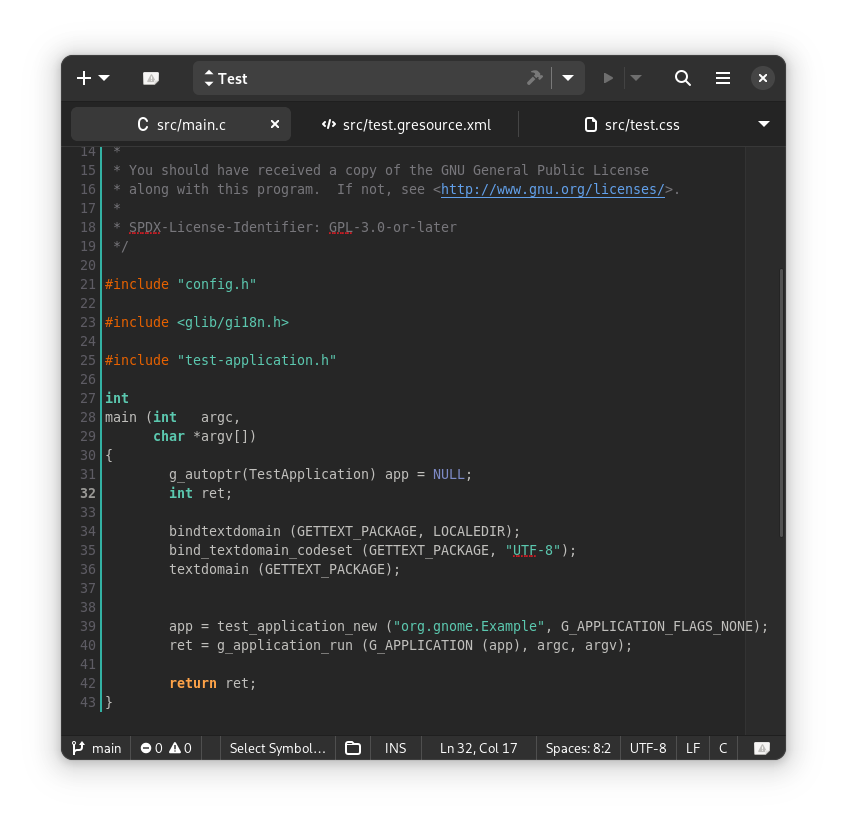 Test
src/main.c
src/test.gresource.xml
src/test.css
14 *
15 * You should have received a copy of the GNU General Public License
16 * along with this program.  If not, see <http://www.gnu.org/licenses/>.
17 *
18 * SPDX-License-Identifier: GPL-3.0-or-later
19 */
20
21 #include "config.h"
22
23 #include <glib/gi18n.h>
24
25 #include "test-application.h"
26
27 int
28 main (int   argc,
29       char *argv[])
30 {
31         g_autoptr(TestApplication) app = NULL;
32         int ret;
33
34         bindtextdomain (GETTEXT_PACKAGE, LOCALEDIR);
35         bind_textdomain_codeset (GETTEXT_PACKAGE, "UTF-8");
36         textdomain (GETTEXT_PACKAGE);
37
38
39         app = test_application_new ("org.gnome.Example", G_APPLICATION_FLAGS_NONE);
40         ret = g_application_run (G_APPLICATION (app), argc, argv);
41
42         return ret;
43 }
main 0 0 Select Symbol… INS Ln 32, Col 17 Spaces: 8:2 UTF-8 LF C